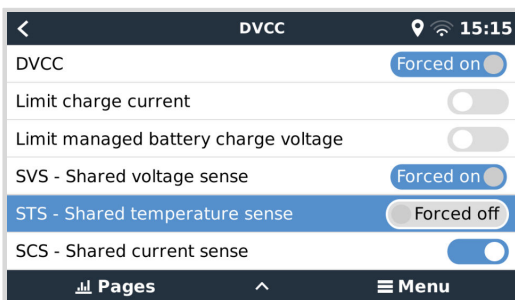 DVCC 15:15
DVCC Forced on
Limit charge current
Limit managed battery charge voltage
SVS - Shared voltage sense Forced on
STS - Shared temperature sense Forced off
SCS - Shared current sense
Pages Menu